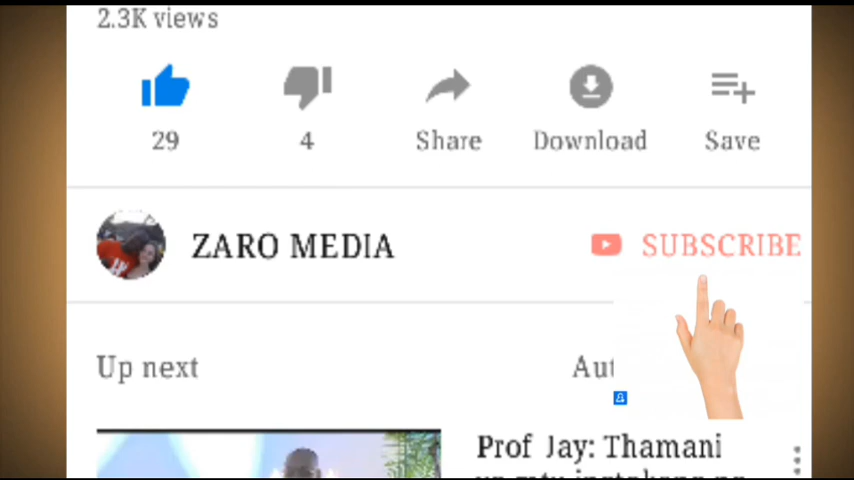 2.3K views
29
4
Share
Download
Save
ZARO MEDIA
SUBSCRIBE
Up next
Prof Jay: Thamani